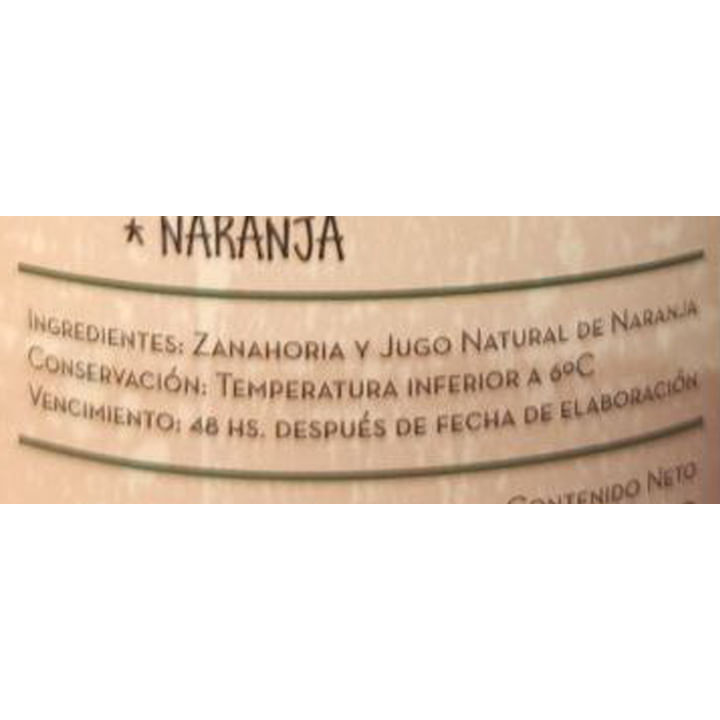 * NARANJA
INGREDIENTES: ZANAHORIA Y JUGO NATURAL DE NARANJA
CONSERVACIÓN: TEMPERATURA INFERIOR A 6ºC
VENCIMIENTO: 48 HS. DESPUÉS DE FECHA DE ELABORACIÓN
CONTENIDO NETO